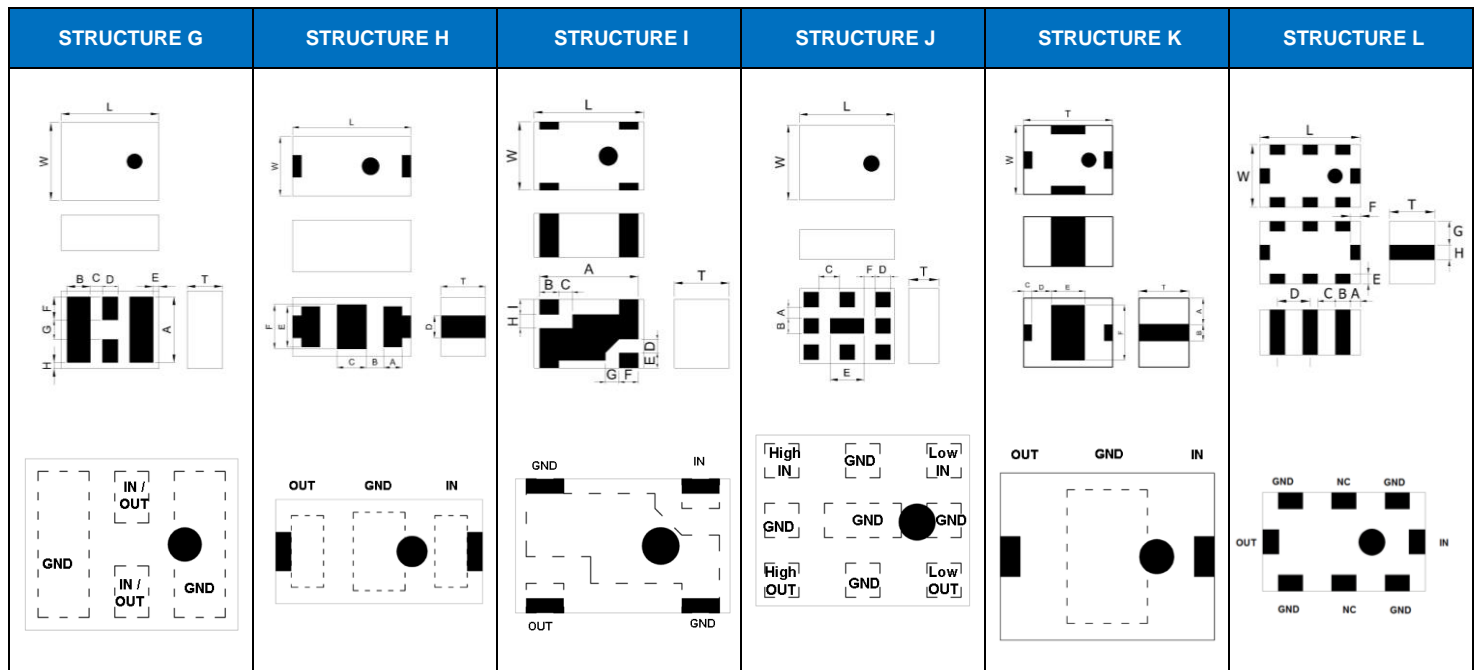 STRUCTURE G
STRUCTURE H
STRUCTURE I
STRUCTURE J
STRUCTURE K
STRUCTURE L
L
W
B C D E
T
F
G
H
A
IN /
OUT
GND
IN /
OUT
GND
L
W
T
F
E
D
C B A
OUT GND IN
L
W
A
B C
T
I
H
D
E
G F
GND IN
OUT GND
L
W
C F D
T
A
B
E
High
IN
GND
Low
IN
GND
GND
GND
High
OUT
GND
Low
OUT
T
W
C D E
T
F
A
B
OUT GND IN
L
W
F
T
G
H
E
D C B A
GND NC GND
OUT IN
GND NC GND